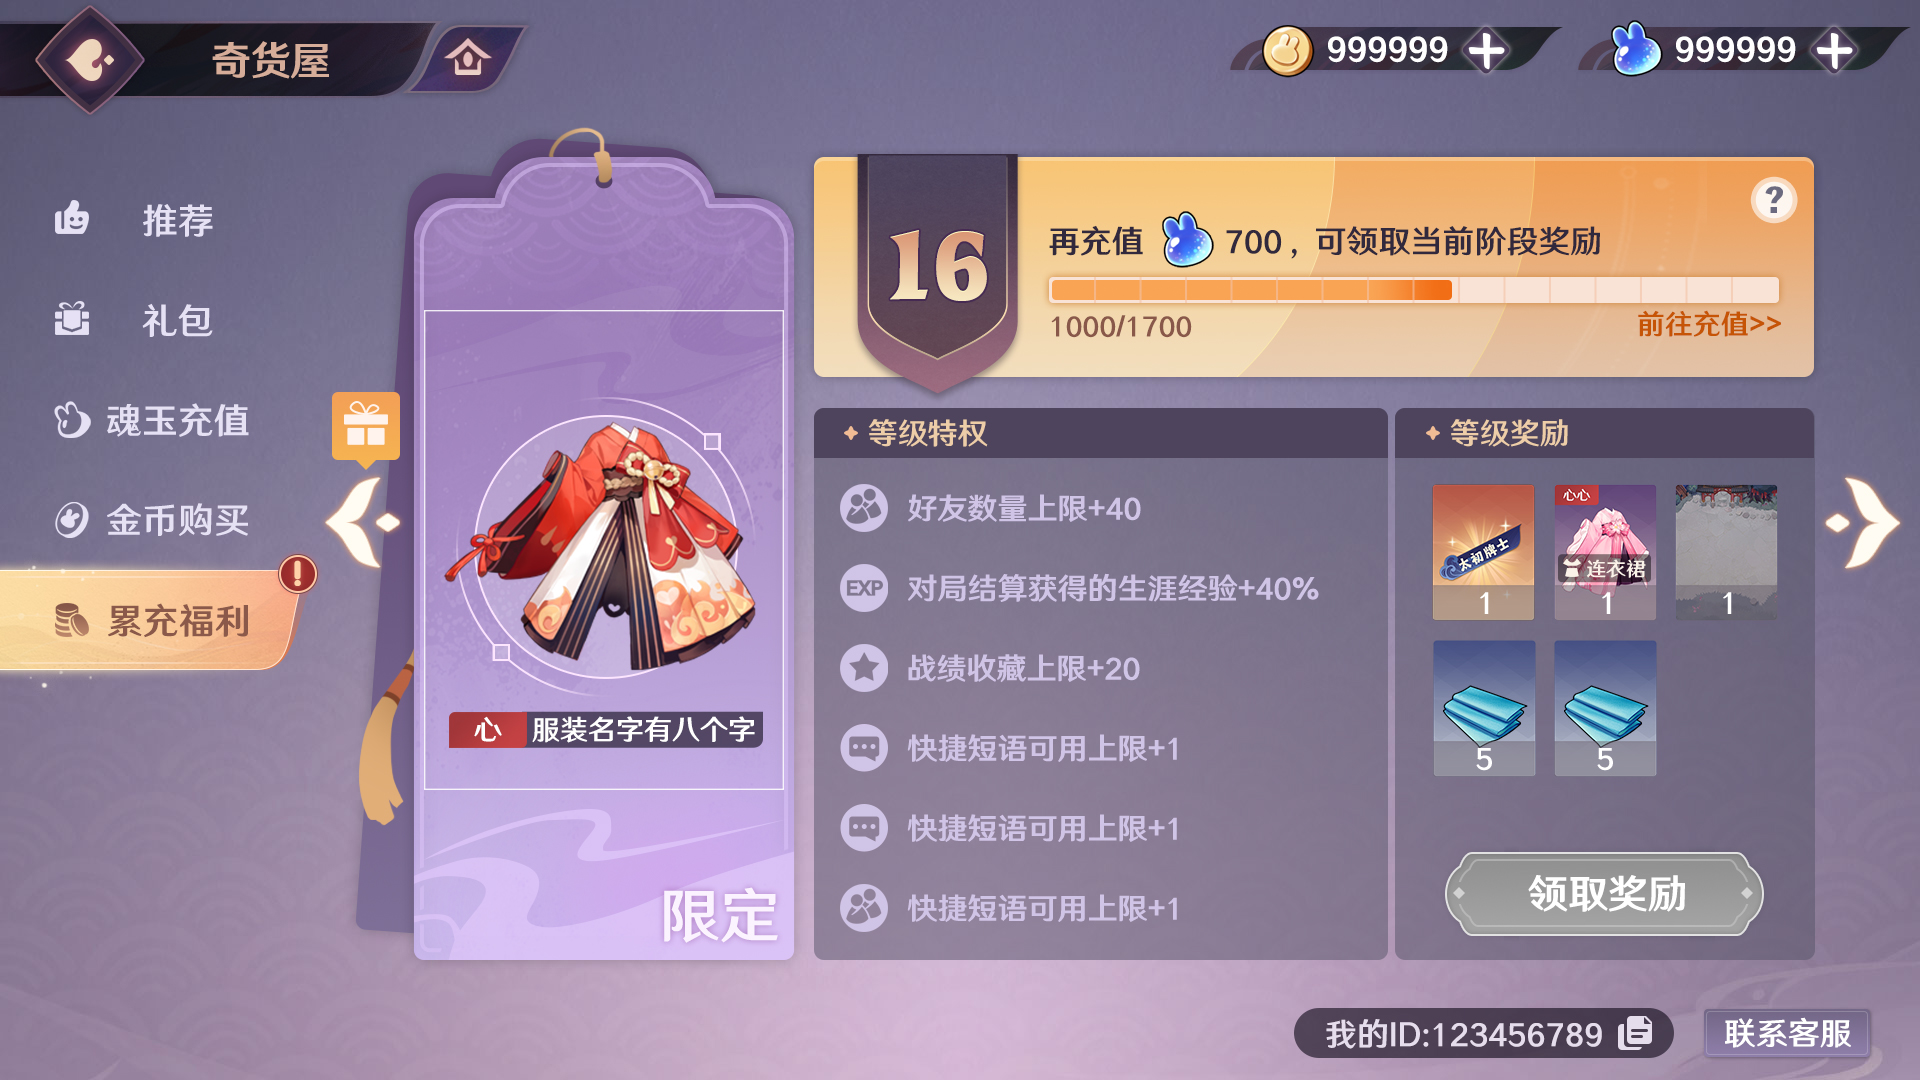 奇货屋
999999
999999
推荐
礼包
魂玉充值
金币购买
累充福利
心 服装名字有八个字
限定
16
再充值 700，可领取当前阶段奖励
?
1000/1700
前往充值>>
等级特权
好友数量上限+40
EXP 对局结算获得的生涯经验+40%
战绩收藏上限+20
快捷短语可用上限+1
快捷短语可用上限+1
快捷短语可用上限+1
等级奖励
太初牌士
1
心心
连衣裙
1
1
5
5
领取奖励
我的ID:123456789
联系客服